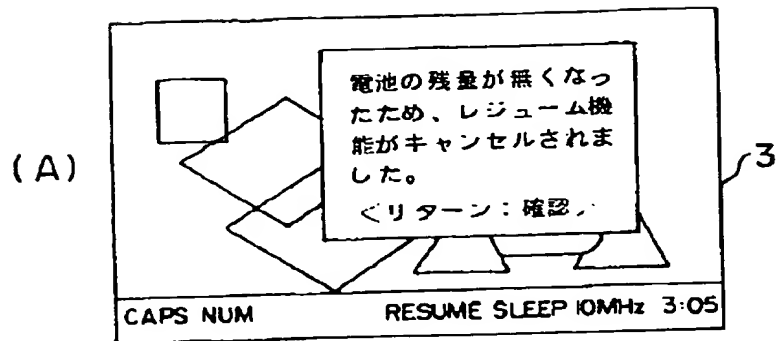 電池の残量が無くなっ
たため、レジューム機
能がキャンセルされま
した。
<リターン：確認>
(A)
3
CAPS NUM RESUME SLEEP 10MHz 3:05